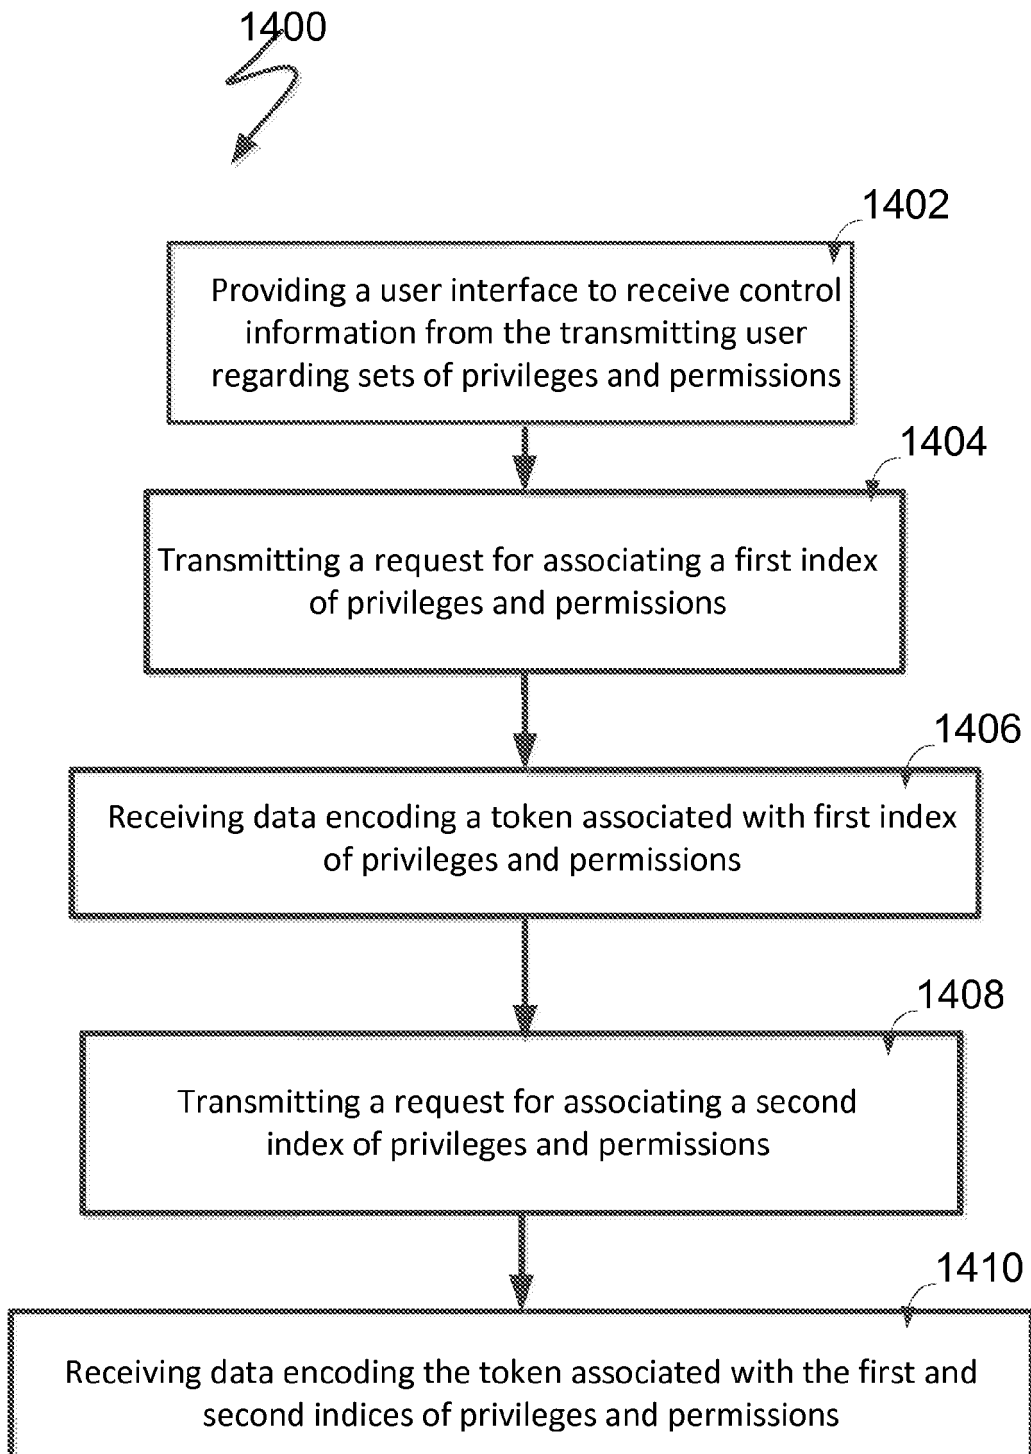 1400
1402
Providing a user interface to receive control
information from the transmitting user
regarding sets of privileges and permissions
1404
Transmitting a request for associating a first index
of privileges and permissions
1406
Receiving data encoding a token associated with first index
of privileges and permissions
1408
Transmitting a request for associating a second
index of privileges and permissions
1410
Receiving data encoding the token associated with the first and
second indices of privileges and permissions